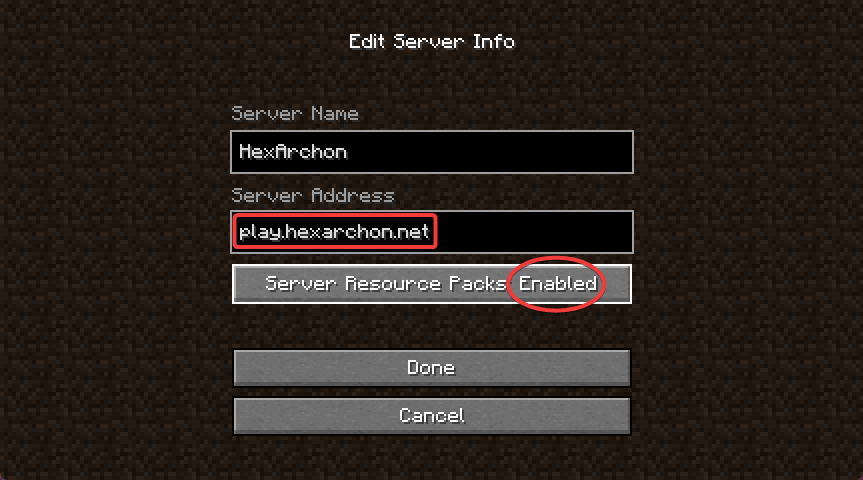 Edit Server Info
Server Name
HexArchon
Server Address
play.hexarchon.net
Server Resource Packs Enabled
Done
Cancel